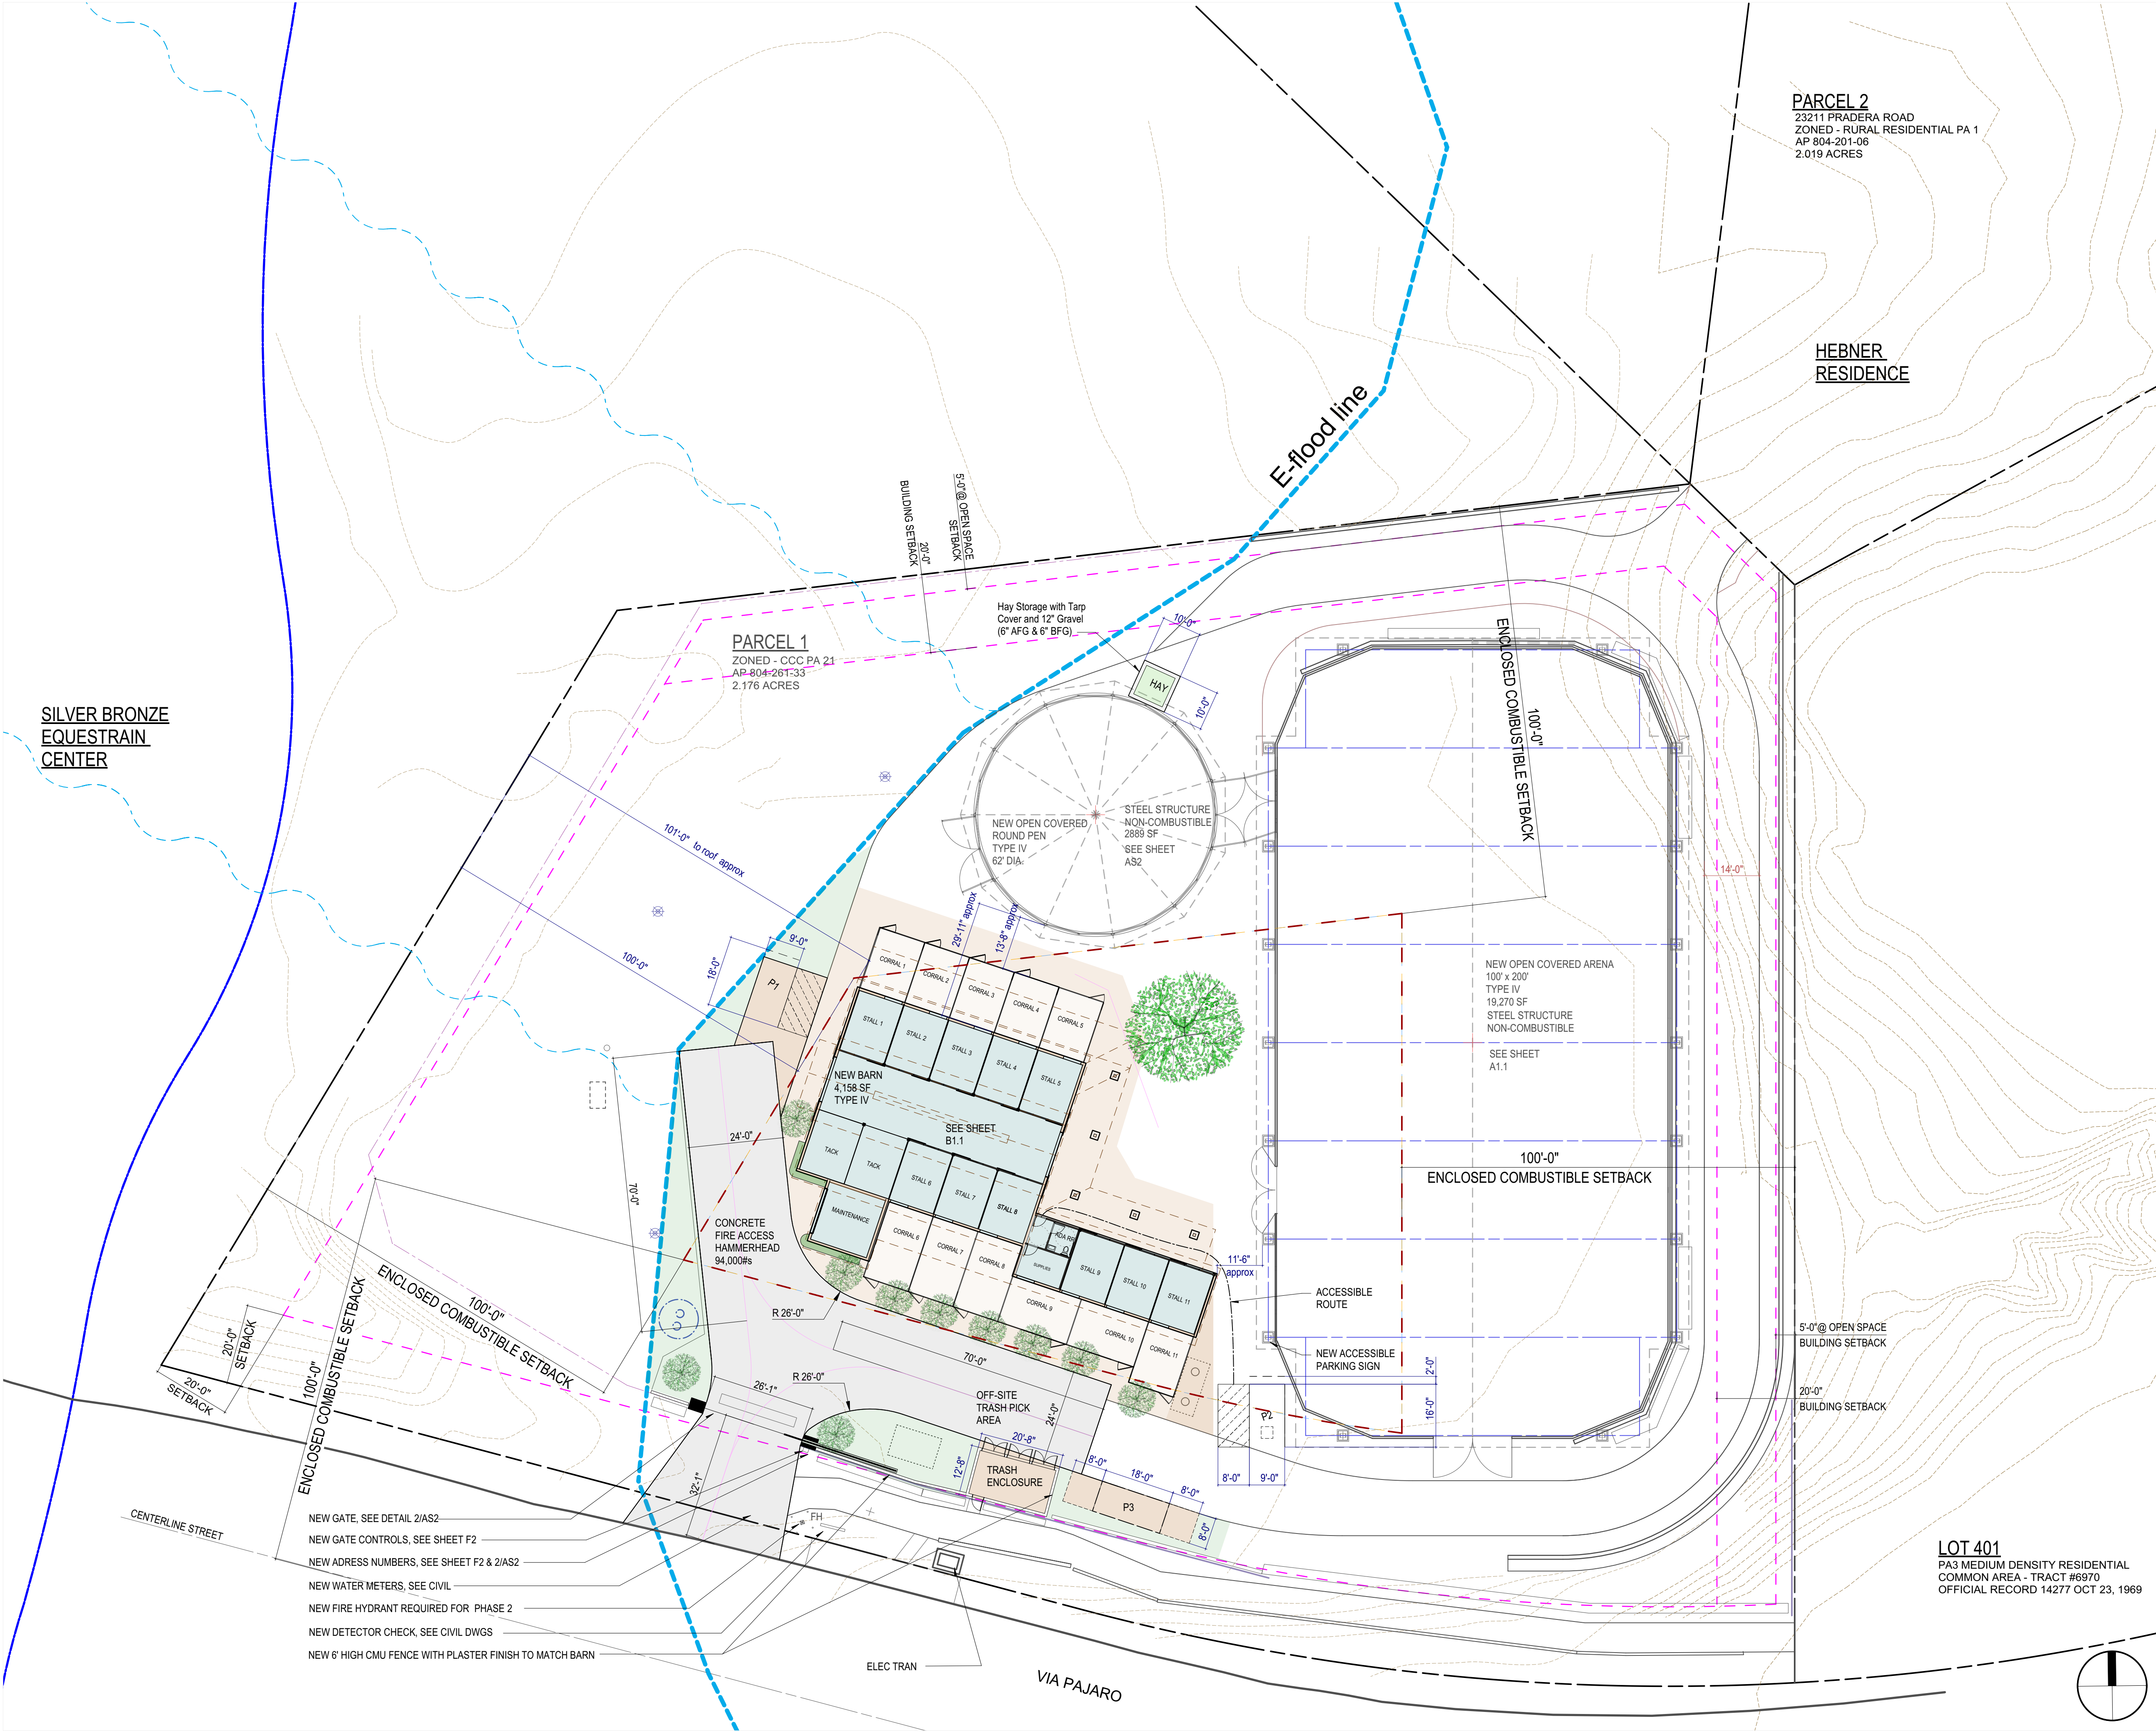 PARCEL 2
23211 PRADERA ROAD
ZONED - RURAL RESIDENTIAL PA 1
AP 804-201-06
2.019 ACRES
HEBNER
RESIDENCE
E-flood line
5'-0"@ OPEN SPACE
SETBACK
20'-0"
BUILDING SETBACK
Hay Storage with Tarp
Cover and 12" Gravel
(6" AFG & 6" BFG)
10'-0"
HAY
10'-0"
PARCEL 1
ZONED - CCC PA 21
AP 804-261-33
2.176 ACRES
SILVER BRONZE
EQUESTRIAN
CENTER
100'-0"
ENCLOSED COMBUSTIBLE SETBACK
NEW OPEN COVERED
ROUND PEN
TYPE IV
62' DIA.
STEEL STRUCTURE
NON-COMBUSTIBLE
2889 SF
SEE SHEET
AS2
101'-0" to roof approx
100'-0"
14'-0"
29'-11" approx
13'-8" approx
9'-0"
18'-0"
P1
CORRAL 1
CORRAL 2
CORRAL 3
CORRAL 4
CORRAL 5
STALL 1
STALL 2
STALL 3
STALL 4
STALL 5
NEW OPEN COVERED ARENA
100' x 200'
TYPE IV
19,270 SF
STEEL STRUCTURE
NON-COMBUSTIBLE
SEE SHEET
A1.1
NEW BARN
4,158 SF
TYPE IV
SEE SHEET
B1.1
24'-0"
70'-0"
TACK
TACK
STALL 6
STALL 7
STALL 8
MAINTENANCE
100'-0"
ENCLOSED COMBUSTIBLE SETBACK
CONCRETE
FIRE ACCESS
HAMMERHEAD
94,000#s
CORRAL 6
CORRAL 7
CORRAL 8
ADA RR
SUPPLIES
STALL 9
STALL 10
STALL 11
CORRAL 9
CORRAL 10
CORRAL 11
11'-6"
approx
ACCESSIBLE
ROUTE
NEW ACCESSIBLE
PARKING SIGN
5'-0"@ OPEN SPACE
BUILDING SETBACK
20'-0"
BUILDING SETBACK
100'-0"
ENCLOSED COMBUSTIBLE SETBACK
100'-0"
ENCLOSED COMBUSTIBLE SETBACK
20'-0"
SETBACK
20'-0"
SETBACK
R 26'-0"
70'-0"
R 26'-0"
26'-1"
OFF-SITE
TRASH PICK
AREA
24'-0"
2'-0"
16'-0"
P2
8'-0"
9'-0"
20'-8"
12'-8"
TRASH
ENCLOSURE
8'-0"
18'-0"
8'-0"
P3
8'-0"
32'-1"
FH
CENTERLINE STREET
NEW GATE, SEE DETAIL 2/AS2
NEW GATE CONTROLS, SEE SHEET F2
NEW ADRESS NUMBERS, SEE SHEET F2 & 2/AS2
NEW WATER METERS, SEE CIVIL
NEW FIRE HYDRANT REQUIRED FOR PHASE 2
NEW DETECTOR CHECK, SEE CIVIL DWGS
NEW 6' HIGH CMU FENCE WITH PLASTER FINISH TO MATCH BARN
ELEC TRAN
VIA PAJARO
LOT 401
PA3 MEDIUM DENSITY RESIDENTIAL
COMMON AREA - TRACT #6970
OFFICIAL RECORD 14277 OCT 23, 1969